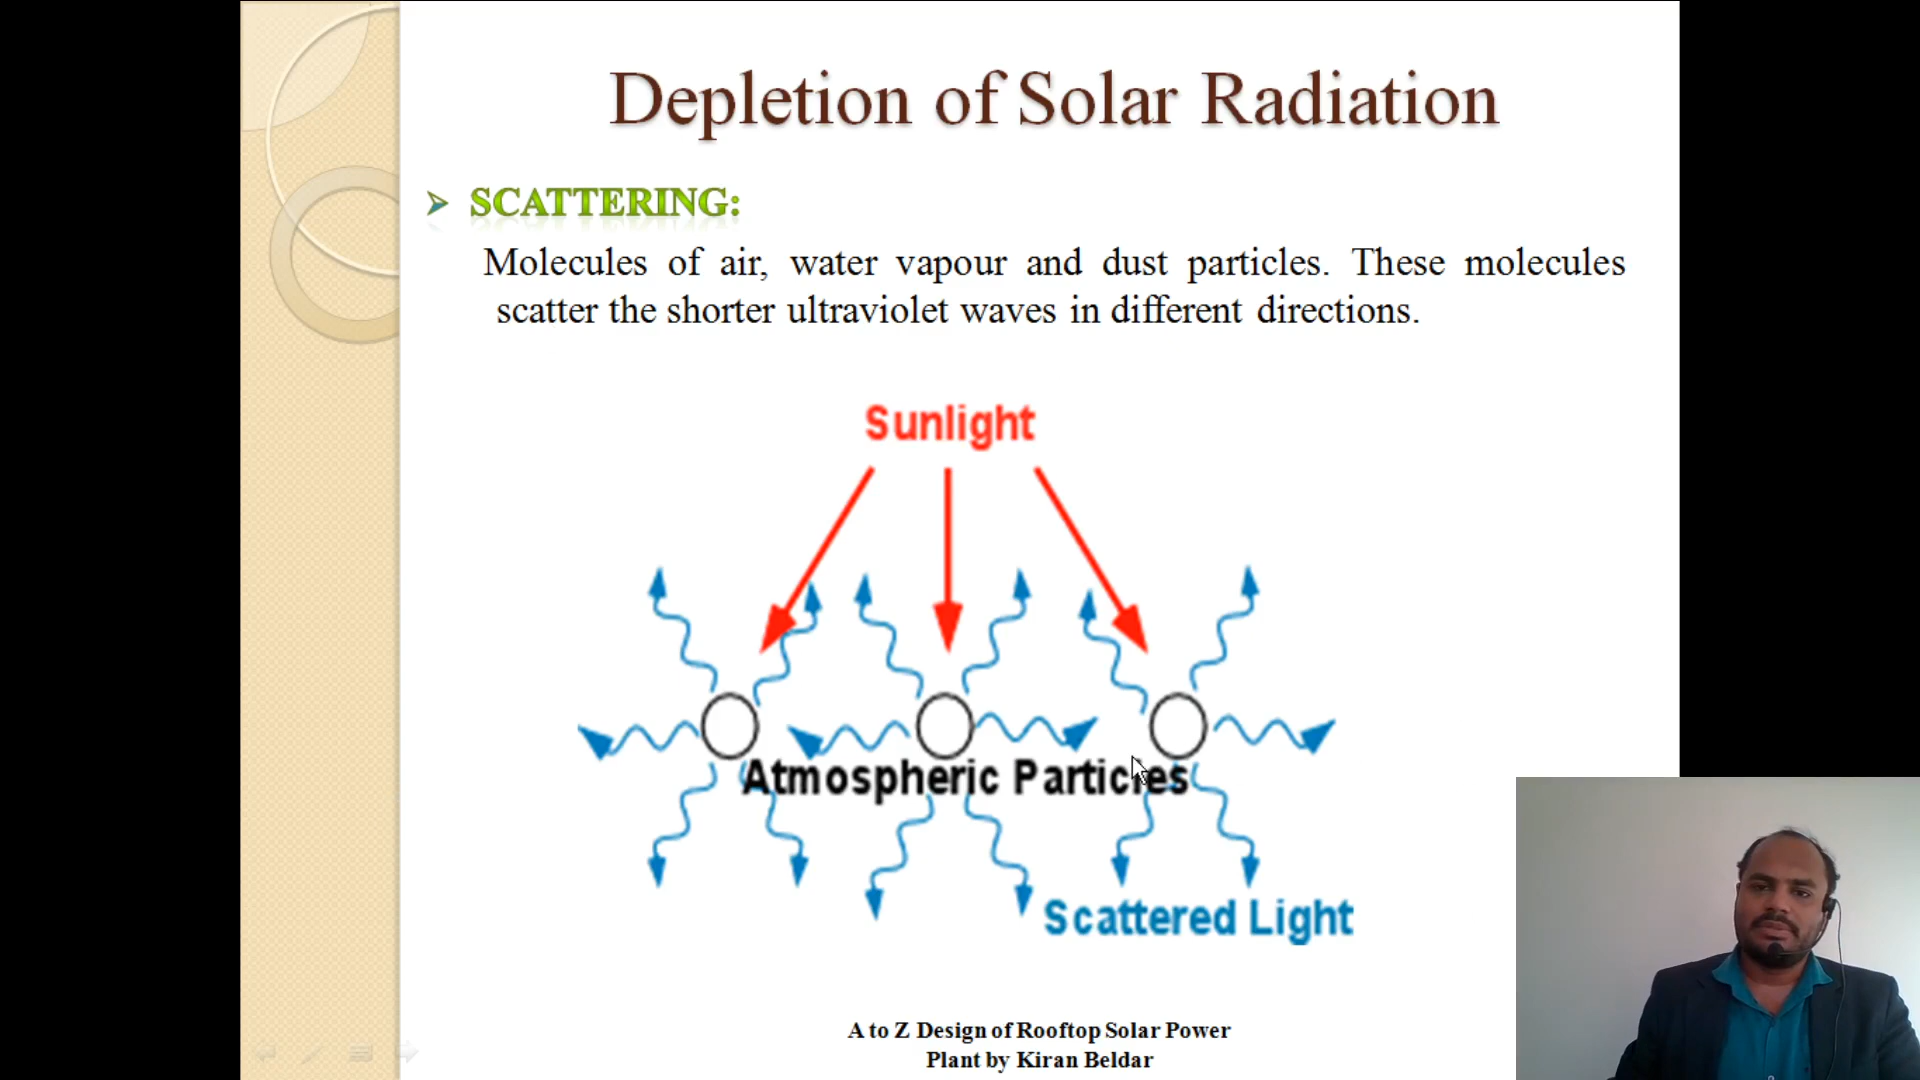 Depletion of Solar Radiation
SCATTERING:
Molecules of air, water vapour and dust particles. These molecules
scatter the shorter ultraviolet waves in different directions.
Sunlight
Atmospheric Particles
Scattered Light
A to Z Design of Rooftop Solar Power
Plant by Kiran Beldar